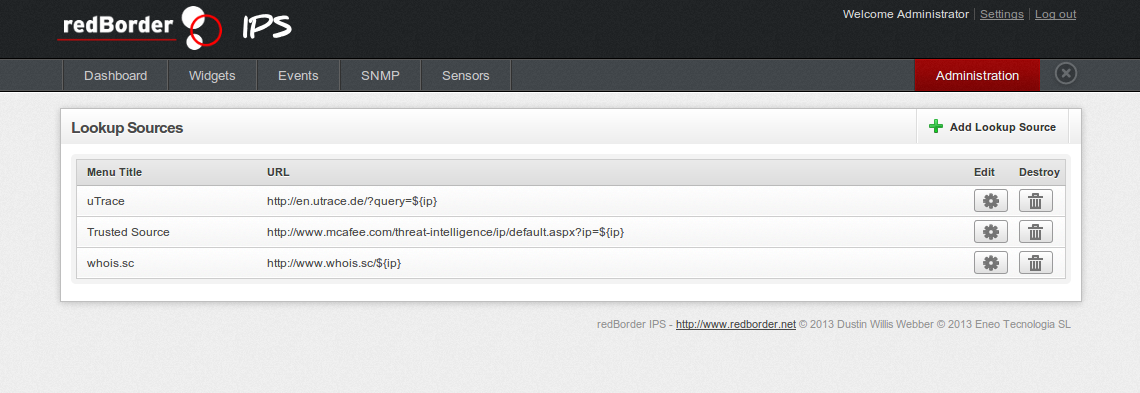 redBorder IPS
Welcome Administrator Settings Log out
Dashboard Widgets Events SNMP Sensors Administration
Lookup Sources Add Lookup Source
Menu Title URL Edit Destroy
uTrace http://en.utrace.de/?query=${ip}
Trusted Source http://www.mcafee.com/threat-intelligence/ip/default.aspx?ip=${ip}
whois.sc http://www.whois.sc/${ip}
redBorder IPS - http://www.redborder.net © 2013 Dustin Willis Webber © 2013 Eneo Tecnologia SL